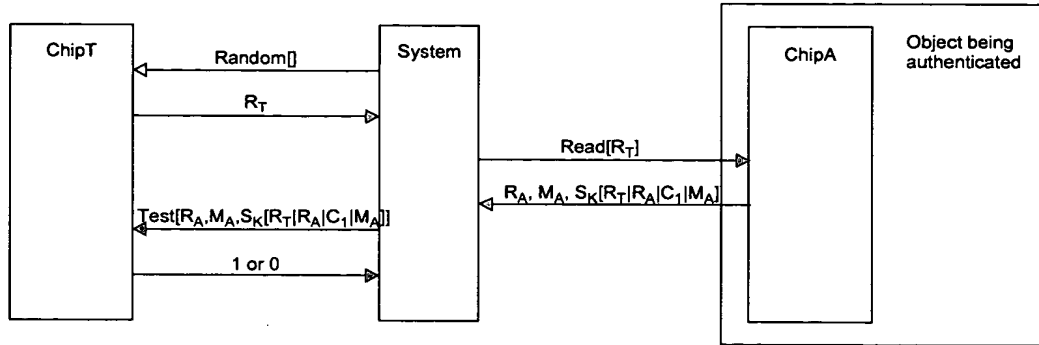 ChipT
System
ChipA
Object being
authenticated
Random[]
R_T
Read[R_T]
R_A, M_A, S_K[R_T|R_A|C_1|M_A]
Test[R_A,M_A,S_K[R_T|R_A|C_1|M_A]]
1 or 0